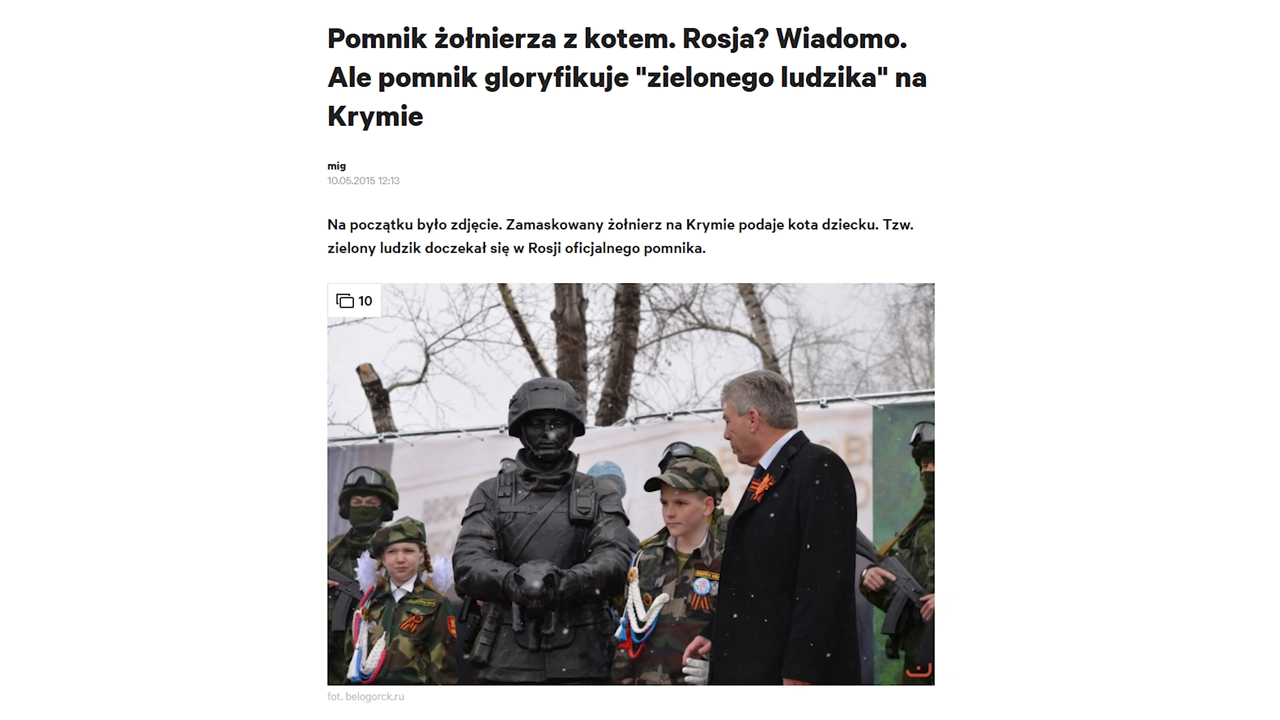 Pomnik żołnierza z kotem. Rosja? Wiadomo.
Ale pomnik gloryfikuje "zielonego ludzika" na
Krymie
mig
10.05.2015 12:13
Na początku było zdjęcie. Zamaskowany żołnierz na Krymie podaje kota dziecku. Tzw.
zielony ludzik doczekał się w Rosji oficjalnego pomnika.
10
fot. belogorck.ru